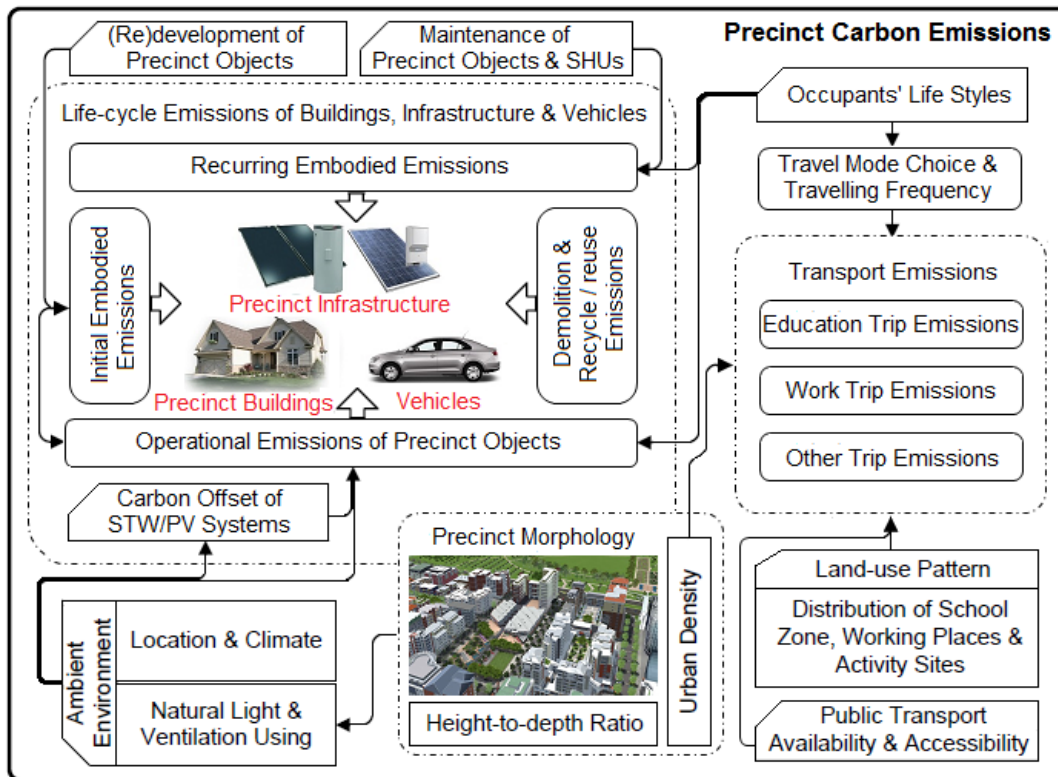 Precinct Carbon Emissions
(Re)development of
Precinct Objects
Maintenance of
Precinct Objects & SHUs
Life-cycle Emissions of Buildings, Infrastructure & Vehicles
Recurring Embodied Emissions
Initial Embodied
Emissions
Precinct Infrastructure
Precinct Buildings
Vehicles
Demolition &
Recycle / reuse
Emissions
Operational Emissions of Precinct Objects
Carbon Offset of
STW/PV Systems
Ambient
Environment
Location & Climate
Natural Light &
Ventilation Using
Precinct Morphology
Height-to-depth Ratio
Urban Density
Occupants' Life Styles
Travel Mode Choice &
Travelling Frequency
Transport Emissions
Education Trip Emissions
Work Trip Emissions
Other Trip Emissions
Land-use Pattern
Distribution of School
Zone, Working Places &
Activity Sites
Public Transport
Availability & Accessibility